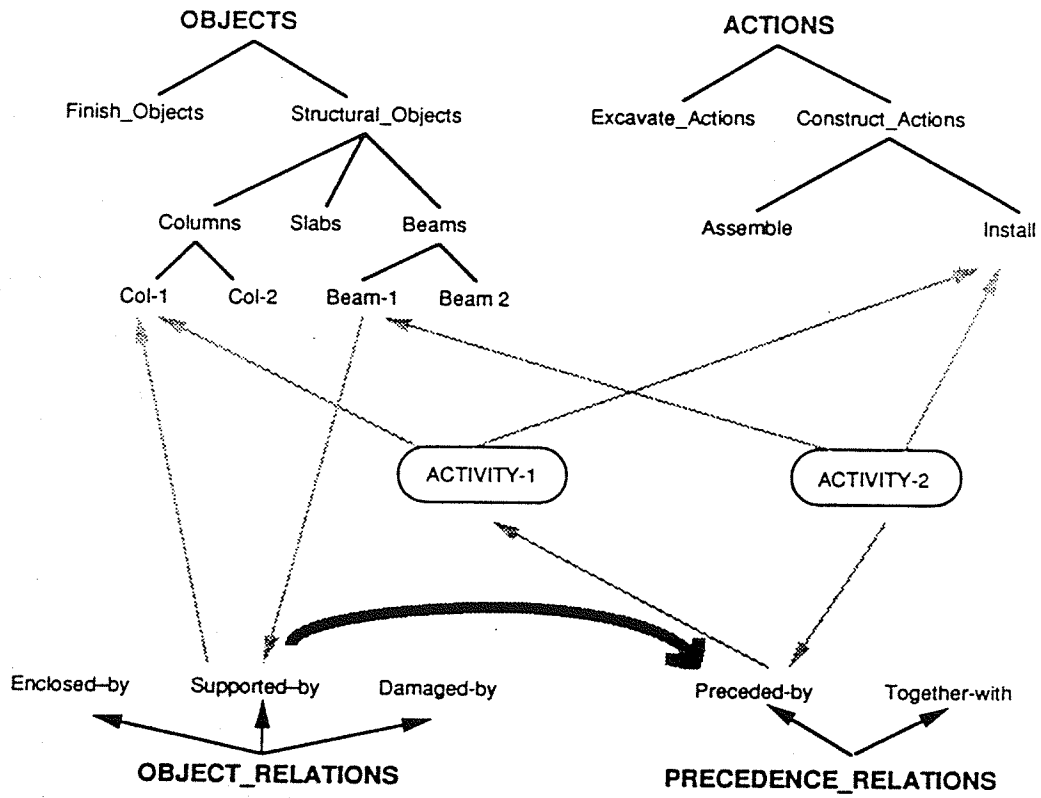 OBJECTS
ACTIONS
Finish_Objects
Structural_Objects
Excavate_Actions
Construct_Actions
Columns
Slabs
Beams
Assemble
Install
Col-1
Col-2
Beam-1
Beam 2
ACTIVITY-1
ACTIVITY-2
Enclosed–by
Supported–by
Damaged-by
Preceded-by
Together-with
OBJECT_RELATIONS
PRECEDENCE_RELATIONS